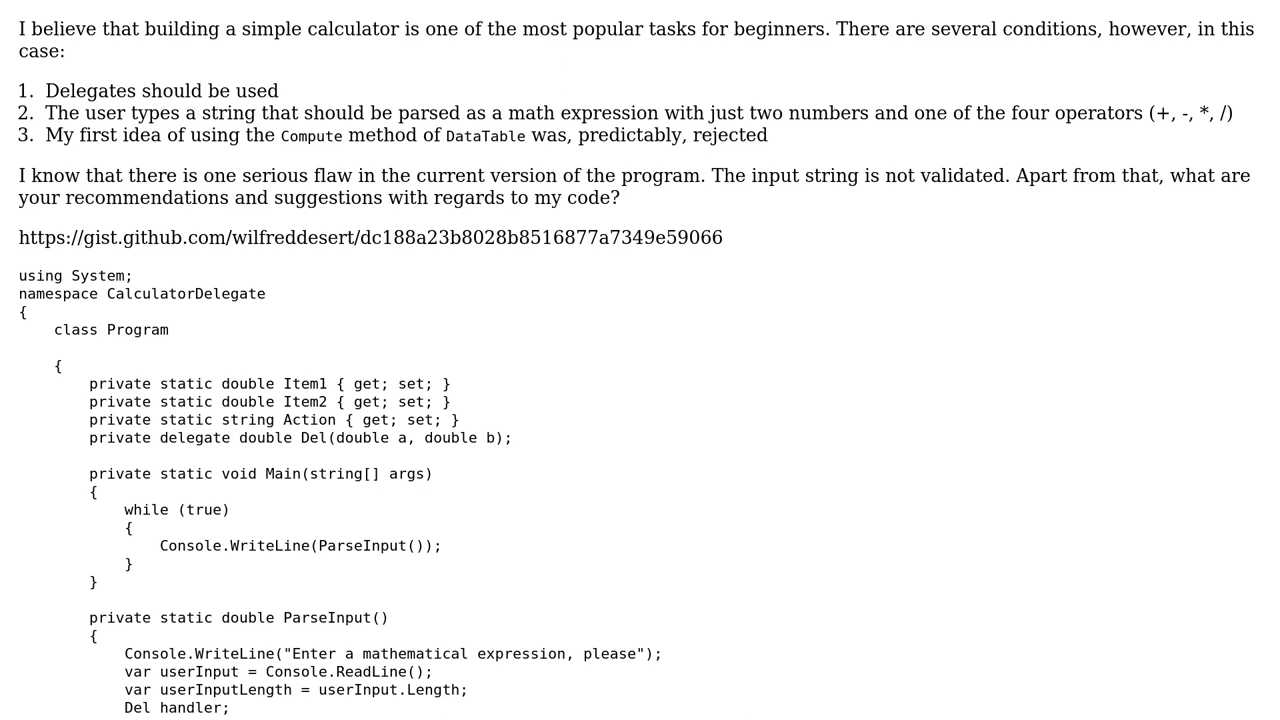 I believe that building a simple calculator is one of the most popular tasks for beginners. There are several conditions, however, in this
case:
1. Delegates should be used
2. The user types a string that should be parsed as a math expression with just two numbers and one of the four operators (+, -, *, /)
3. My first idea of using the Compute method of DataTable was, predictably, rejected
I know that there is one serious flaw in the current version of the program. The input string is not validated. Apart from that, what are
your recommendations and suggestions with regards to my code?
https://gist.github.com/wilfreddesert/dc188a23b8028b8516877a7349e59066
using System;
namespace CalculatorDelegate
{
    class Program
    {
        private static double Item1 { get; set; }
        private static double Item2 { get; set; }
        private static string Action { get; set; }
        private delegate double Del(double a, double b);
        private static void Main(string[] args)
        {
            while (true)
            {
                Console.WriteLine(ParseInput());
            }
        }
        private static double ParseInput()
        {
            Console.WriteLine("Enter a mathematical expression, please");
            var userInput = Console.ReadLine();
            var userInputLength = userInput.Length;
            Del handler;